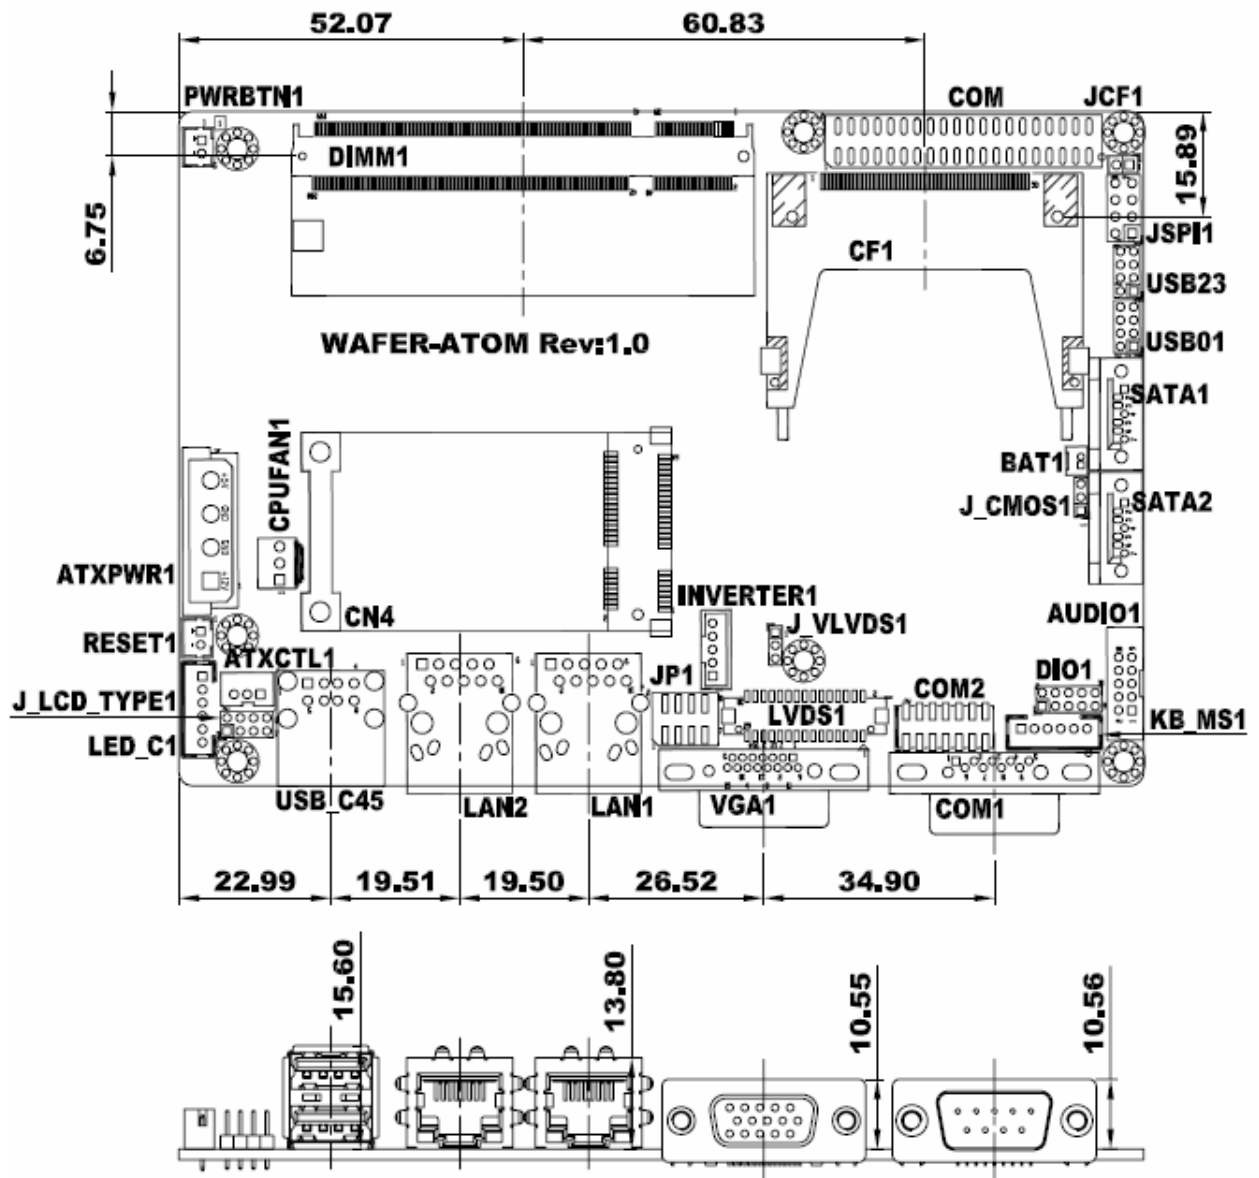 52.07
60.83
PWRBTN1
COM
JCF1
DIMM1
15.89
6.75
JSPI1
CF1
USB23
WAFER-ATOM Rev:1.0
USB01
SATA1
CPUFAN1
BAT1
J_CMOS1
SATA2
ATXPWR1
INVERTER1
AUDIO1
CN4
J_VLVDS1
RESET1
ATXCTL1
JP1
DIO1
J_LCD_TYPE1
COM2
LVDS1
KB_MS1
LED_C1
USB_C45
LAN2
LAN1
VGA1
COM1
22.99
19.51
19.50
26.52
34.90
15.60
13.80
10.55
10.56